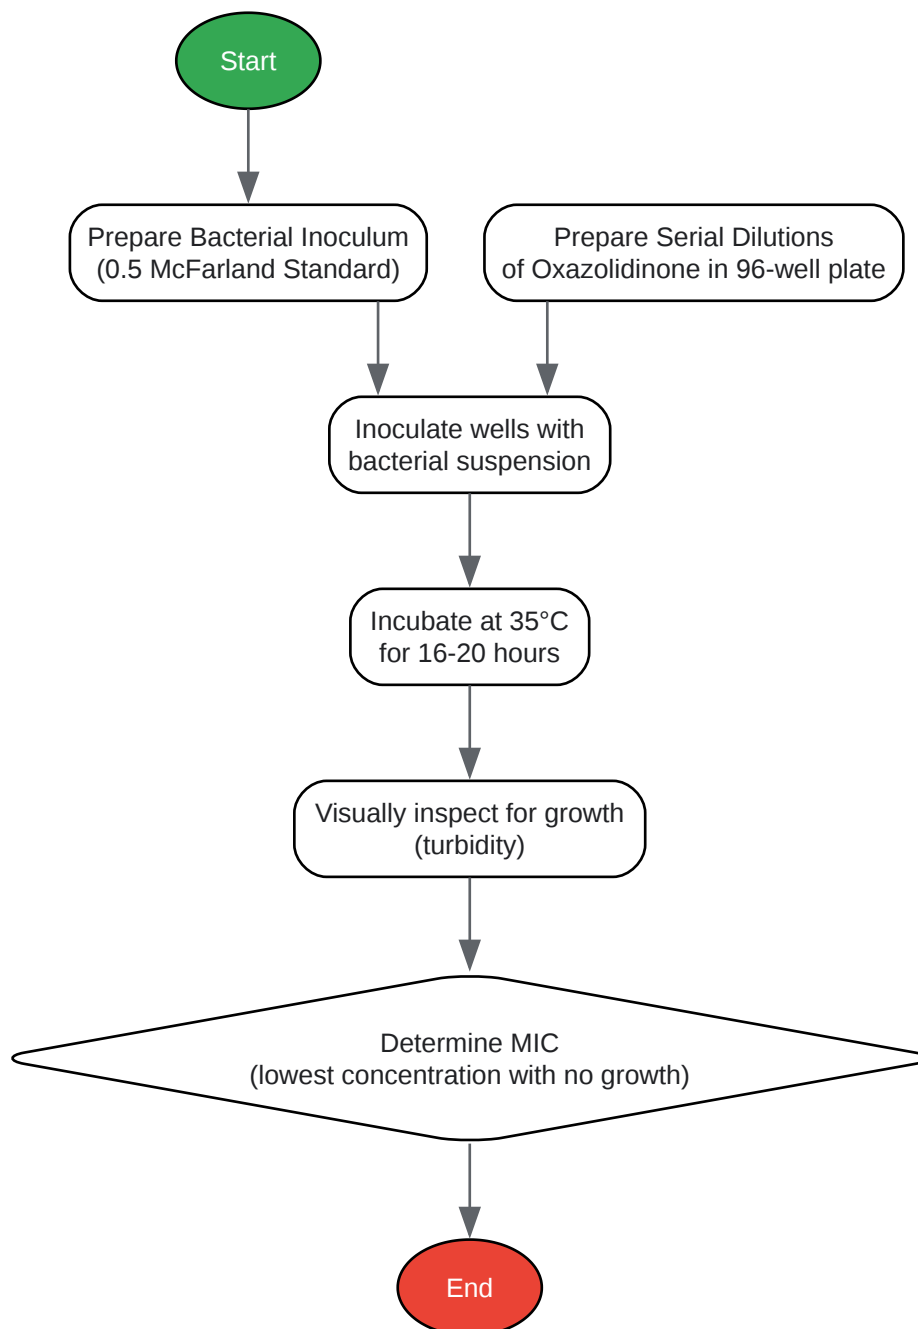 Start
Prepare Bacterial Inoculum
(0.5 McFarland Standard)
Prepare Serial Dilutions
of Oxazolidinone in 96-well plate
Inoculate wells with
bacterial suspension
Incubate at 35°C
for 16-20 hours
Visually inspect for growth
(turbidity)
Determine MIC
(lowest concentration with no growth)
End